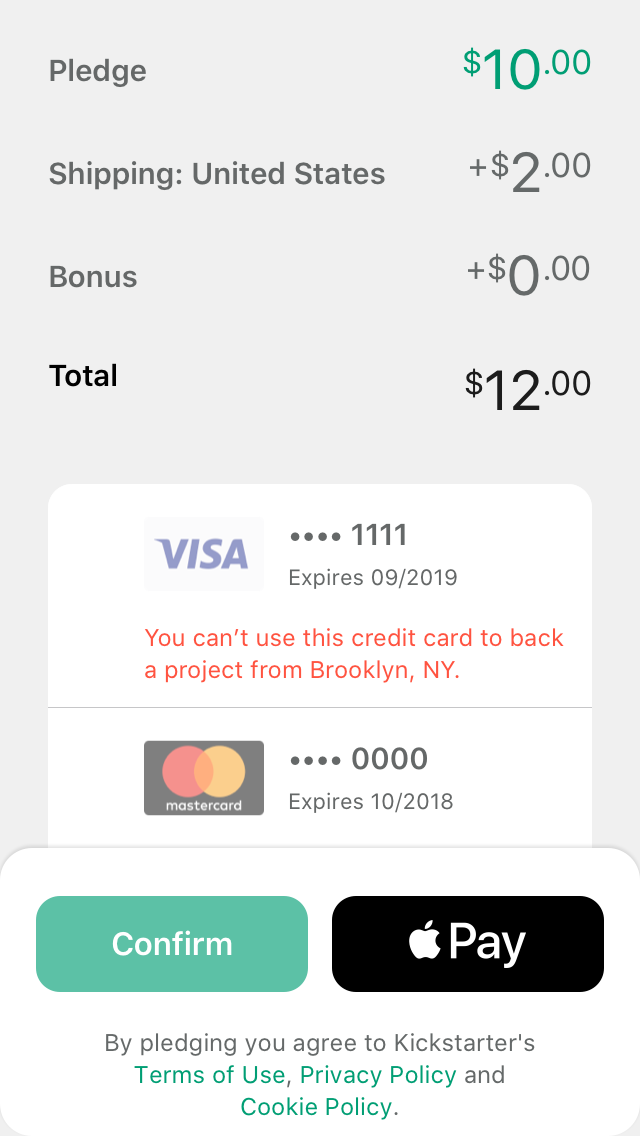 Pledge $10.00
Shipping: United States +$2.00
Bonus +$0.00
Total $12.00
VISA •••• 1111
Expires 09/2019
You can’t use this credit card to back
a project from Brooklyn, NY.
•••• 0000
mastercard Expires 10/2018
Confirm Pay
By pledging you agree to Kickstarter's
Terms of Use, Privacy Policy and
Cookie Policy.